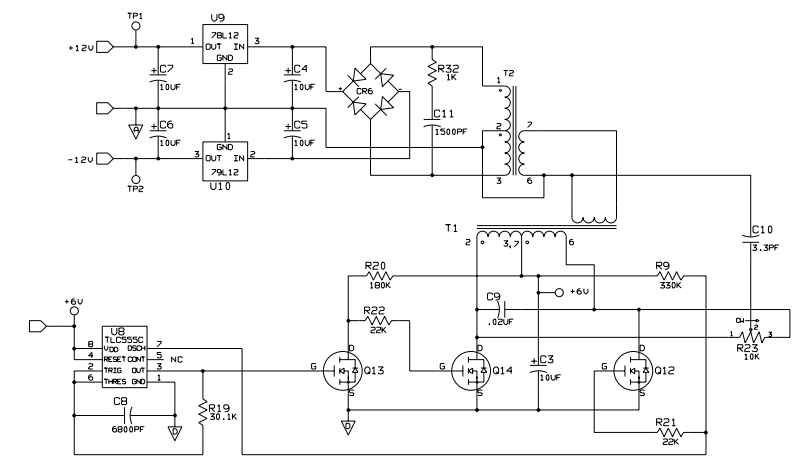 TP1
U9
+12V
1
78L12
OUT IN
GND
3
2
+
C7
10UF
+
C4
10UF
+
CR6
-
R32
1K
C11
1500PF
T2
1
2
3
7
6
A
+
C6
10UF
+
C5
10UF
1
GND
OUT IN
79L12
3
2
-12V
U10
TP2
T1
2
3,7
6
C10
3.3PF
R20
180K
R9
330K
+6V
C9
.02UF
R22
22K
+6V
CW
1
2
3
R23
10K
U8
TLC555C
8
VDD
DSCH
7
4
RESET
CONT
5
NC
2
TRIG
OUT
3
6
THRES
GND
1
G
D
S
Q13
G
D
S
Q14
+
C3
10UF
G
D
S
Q12
C8
6800PF
D
R19
30.1K
D
R21
22K